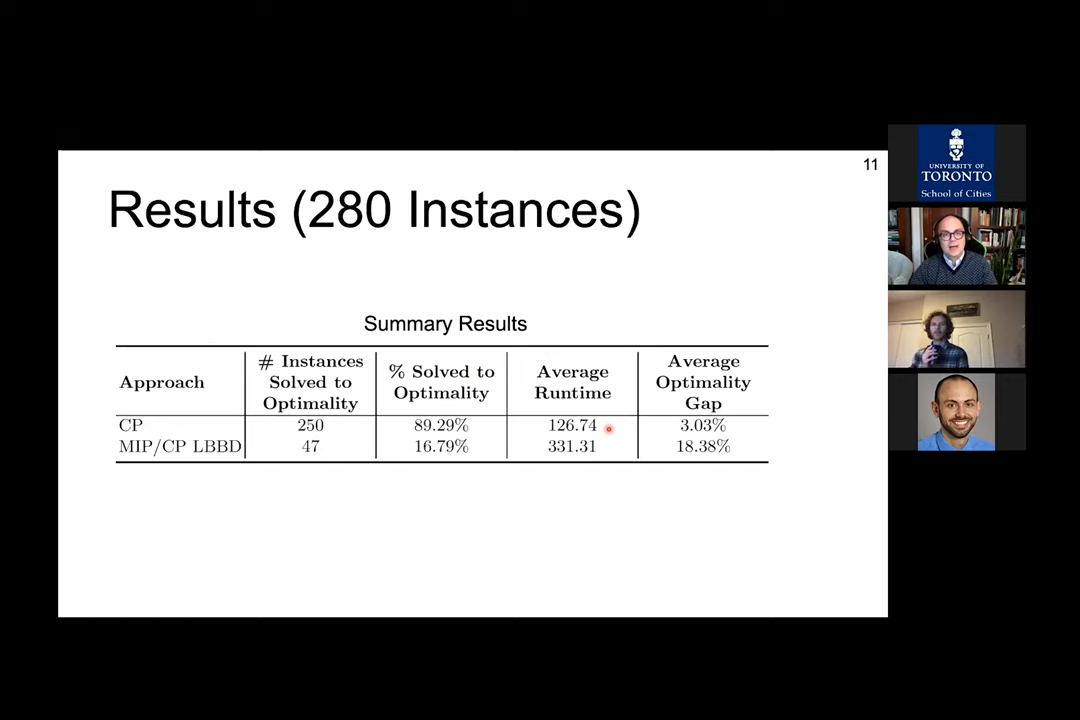 11
Results (280 Instances)
Summary Results
Approach
# Instances Solved to Optimality
% Solved to Optimality
Average Runtime
Average Optimality Gap
CP 250 89.29% 126.74 3.03%
MIP/CP LBBD 47 16.79% 331.31 18.38%
UNIVERSITY OF
TORONTO
School of Cities